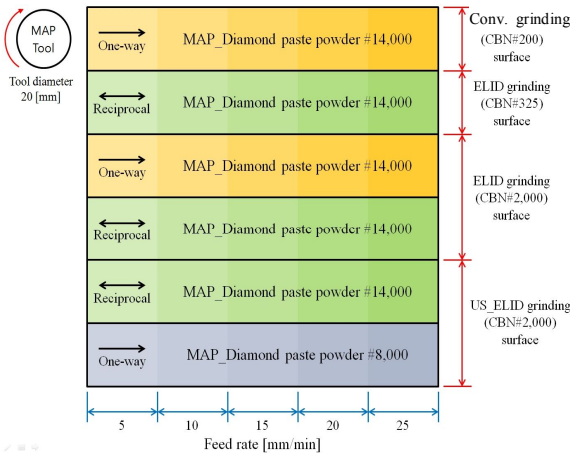 MAP
Tool
Tool diameter
20 [mm]
One-way
MAP_Diamond paste powder #14,000
Conv. grinding
(CBN#200)
surface
Reciprocal
MAP_Diamond paste powder #14,000
ELID grinding
(CBN#325)
surface
One-way
MAP_Diamond paste powder #14,000
Reciprocal
MAP_Diamond paste powder #14,000
ELID grinding
(CBN#2,000)
surface
Reciprocal
MAP_Diamond paste powder #14,000
One-way
MAP_Diamond paste powder #8,000
US_ELID grinding
(CBN#2,000)
surface
5 10 15 20 25
Feed rate [mm/min]